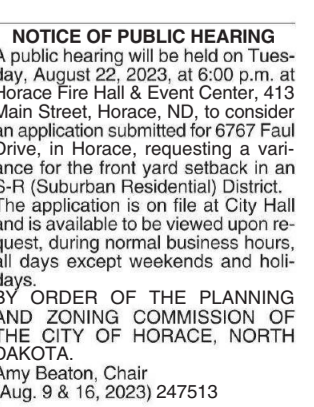 NOTICE OF PUBLIC HEARING
A public hearing will be held on Tues-
day, August 22, 2023, at 6:00 p.m. at
Horace Fire Hall & Event Center, 413
Main Street, Horace, ND, to consider
an application submitted for 6767 Faul
Drive, in Horace, requesting a vari-
ance for the front yard setback in an
S-R (Suburban Residential) District.
The application is on file at City Hall
and is available to be viewed upon re-
quest, during normal business hours,
all days except weekends and holi-
days.
BY ORDER OF THE PLANNING
AND ZONING COMMISSION OF
THE CITY OF HORACE, NORTH
DAKOTA.
Amy Beaton, Chair
(Aug. 9 & 16, 2023) 247513